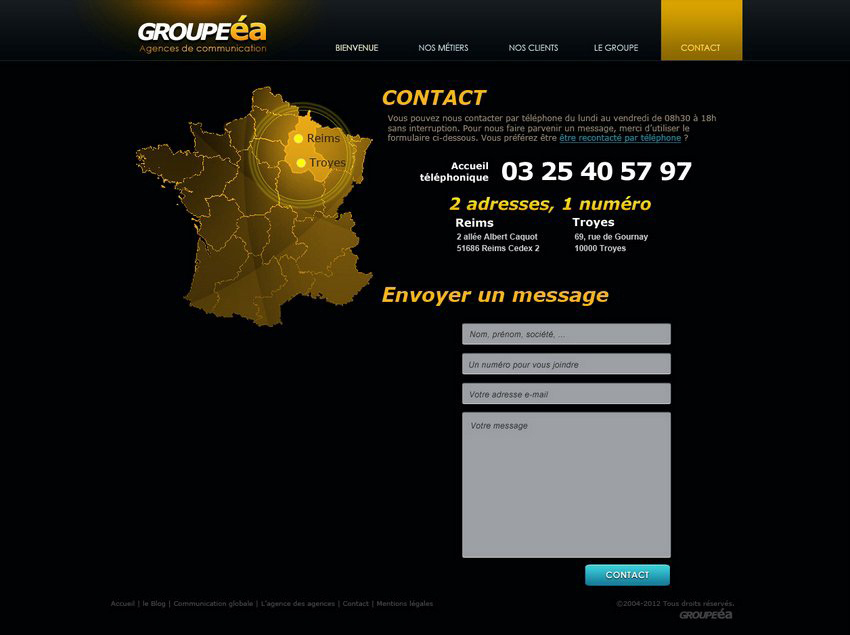 GROUPEéa
Agences de communication
BIENVENUE
NOS MÉTIERS
NOS CLIENTS
LE GROUPE
CONTACT
Reims
Troyes
CONTACT
Vous pouvez nous contacter par téléphone du lundi au vendredi de 08h30 à 18h
sans interruption. Pour nous faire parvenir un message, merci d'utiliser le
formulaire ci-dessous. Vous préférez être être recontacté par téléphone ?
Accueil
téléphonique
03 25 40 57 97
2 adresses, 1 numéro
Reims
2 allée Albert Caquot
51686 Reims Cedex 2
Troyes
69, rue de Gournay
10000 Troyes
Envoyer un message
Nom, prénom, société, ...
Un numéro pour vous joindre
Votre adresse e-mail
Votre message
CONTACT
Accueil | le Blog | Communication globale | L'agence des agences | Contact | Mentions légales
©2004-2012 Tous droits réservés.
GROUPEéa